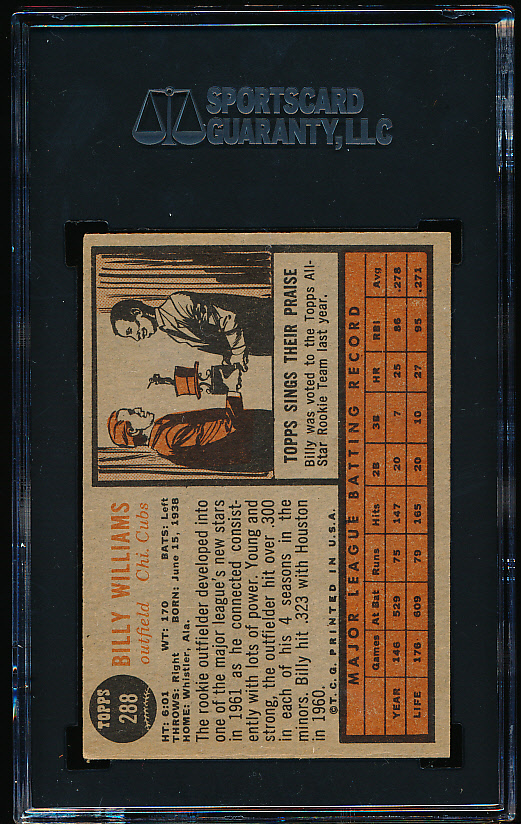 SPORTSCARD
GUARANTY, LLC
TOPPS
288
BILLY WILLIAMS
outfield Chi. Cubs
HT: 6:01 WT: 170 BATS: Left
THROWS: Right BORN: June 15, 1938
HOME: Whistler, Ala.
The rookie outfielder developed into
one of the major league's new stars
in 1961 as he connected consist-
ently with lots of power. Young and
strong, the outfielder hit over .300
in each of his 4 seasons in the
minors. Billy hit .323 with Houston
in 1960.
TOPPS SINGS THEIR PRAISE
Billy was voted to the Topps All-
Star Rookie Team last year.
©T.C.G. PRINTED IN U.S.A.
MAJOR LEAGUE BATTING RECORD
Games At Bat Runs Hits 2B 3B HR RBI Avg
YEAR 146 529 75 147 20 7 25 86 .278
LIFE 176 609 79 165 20 10 27 95 .271